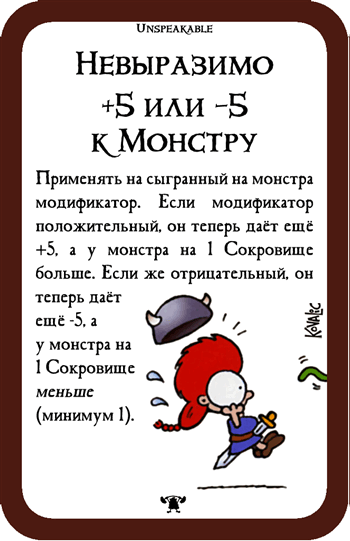 Unspeakable
Невыразимо
+5 или -5
к Монстру
Применять на сыгранный на монстра
модификатор. Если модификатор
положительный, он теперь даёт ещё
+5, а у монстра на 1 Сокровище
больше. Если же отрицательный, он
теперь даёт
ещё -5, а
у монстра на
1 Сокровище
меньше
(минимум 1).
Kovalic